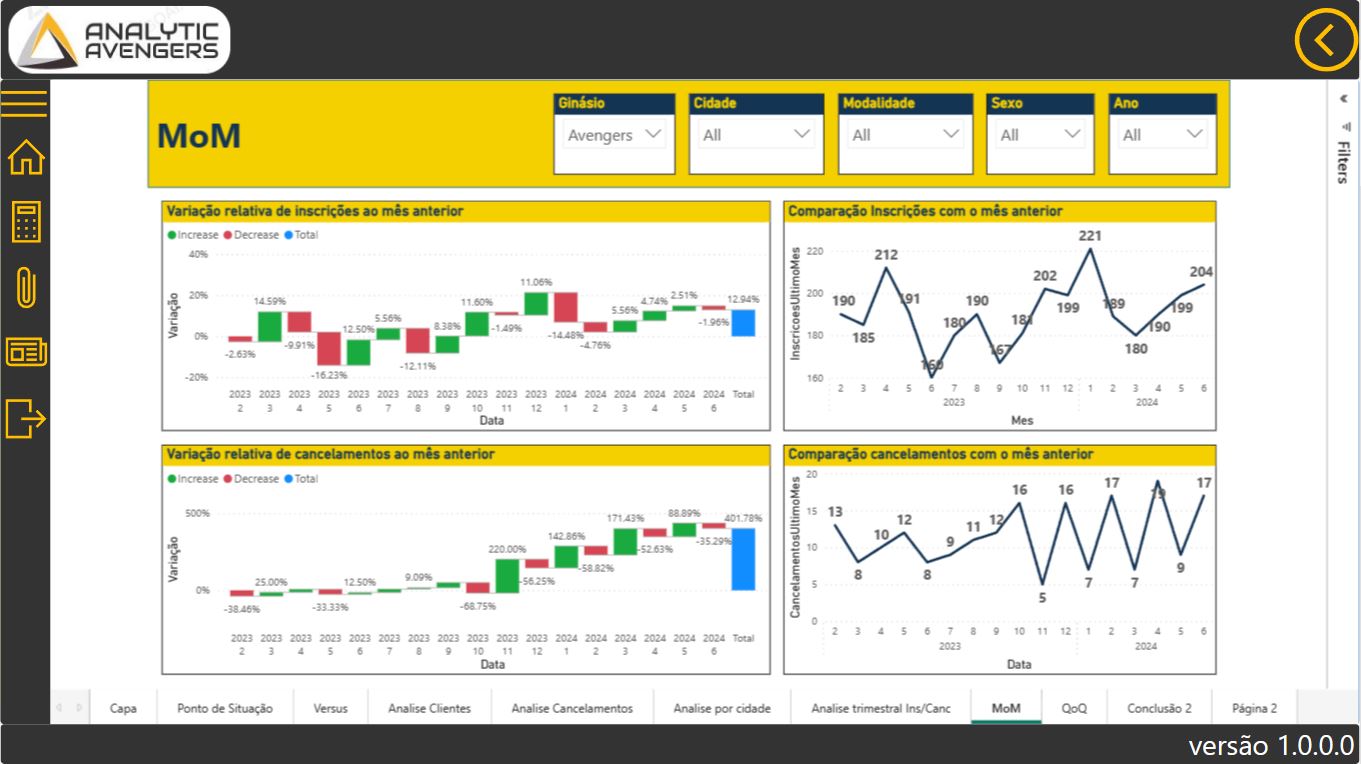 ANALYTIC
AVENGERS
MoM
Ginásio
Avengers
Cidade
All
Modalidade
All
Sexo
All
Ano
All
Filters
Variação relativa de inscrições ao mês anterior
Increase Decrease Total
Variação
40%
20%
0%
-20%
-2.63%
14.59%
-9.91%
-16.23%
12.50%
5.56%
-12.11%
8.38%
11.60%
-1.49%
11.06%
-14.48%
-4.76%
5.56%
4.74%
2.51%
-1.96%
12.94%
2023 2023 2023 2023 2023 2023 2023 2023 2023 2023 2023 2024 2024 2024 2024 2024 2024 Total
2 3 4 5 6 7 8 9 10 11 12 1 2 3 4 5 6
Data
Comparação Inscrições com o mês anterior
InscricoesUltimoMes
220
200
180
160
190
185
212
191
160
180
190
167
181
202
199
221
189
180
190
199
204
2 3 4 5 6 7 8 9 10 11 12 1 2 3 4 5 6
2023 2024
Mes
Variação relativa de cancelamentos ao mês anterior
Increase Decrease Total
Variação
500%
0%
-38.46%
25.00%
-33.33%
12.50%
9.09%
-68.75%
220.00%
-56.25%
142.86%
-58.82%
171.43%
-52.63%
88.89%
-35.29%
401.78%
2023 2023 2023 2023 2023 2023 2023 2023 2023 2023 2023 2024 2024 2024 2024 2024 2024 Total
2 3 4 5 6 7 8 9 10 11 12 1 2 3 4 5 6
Data
Comparação cancelamentos com o mês anterior
CancelamentosUltimoMes
20
15
10
5
0
13
8
10
12
8
9
11
12
16
5
16
7
17
7
19
9
17
2 3 4 5 6 7 8 9 10 11 12 1 2 3 4 5 6
2023 2024
Data
Capa
Ponto de Situação
Versus
Analise Clientes
Analise Cancelamentos
Analise por cidade
Analise trimestral Ins/Canc
MoM
QoQ
Conclusão 2
Página 2
versão 1.0.0.0